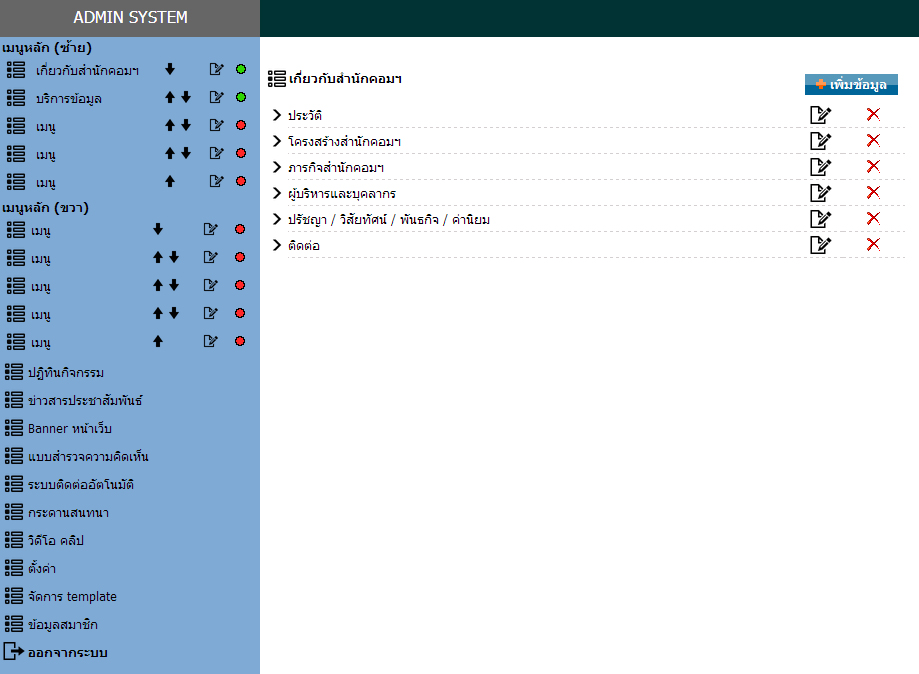 ADMIN SYSTEM
เมนูหลัก (ซ้าย)
เกี่ยวกับสำนักคอมฯ
บริการข้อมูล
เมนู
เมนู
เมนู
เมนูหลัก (ขวา)
เมนู
เมนู
เมนู
เมนู
เมนู
ปฏิทินกิจกรรม
ข่าวสารประชาสัมพันธ์
Banner หน้าเว็บ
แบบสำรวจความคิดเห็น
ระบบติดต่ออัตโนมัติ
กระดานสนทนา
วิดีโอ คลิป
ตั้งค่า
จัดการ template
ข้อมูลสมาชิก
ออกจากระบบ
เกี่ยวกับสำนักคอมฯ
เพิ่มข้อมูล
ประวัติ
โครงสร้างสำนักคอมฯ
ภารกิจสำนักคอมฯ
ผู้บริหารและบุคลากร
ปรัชญา / วิสัยทัศน์ / พันธกิจ / ค่านิยม
ติดต่อ